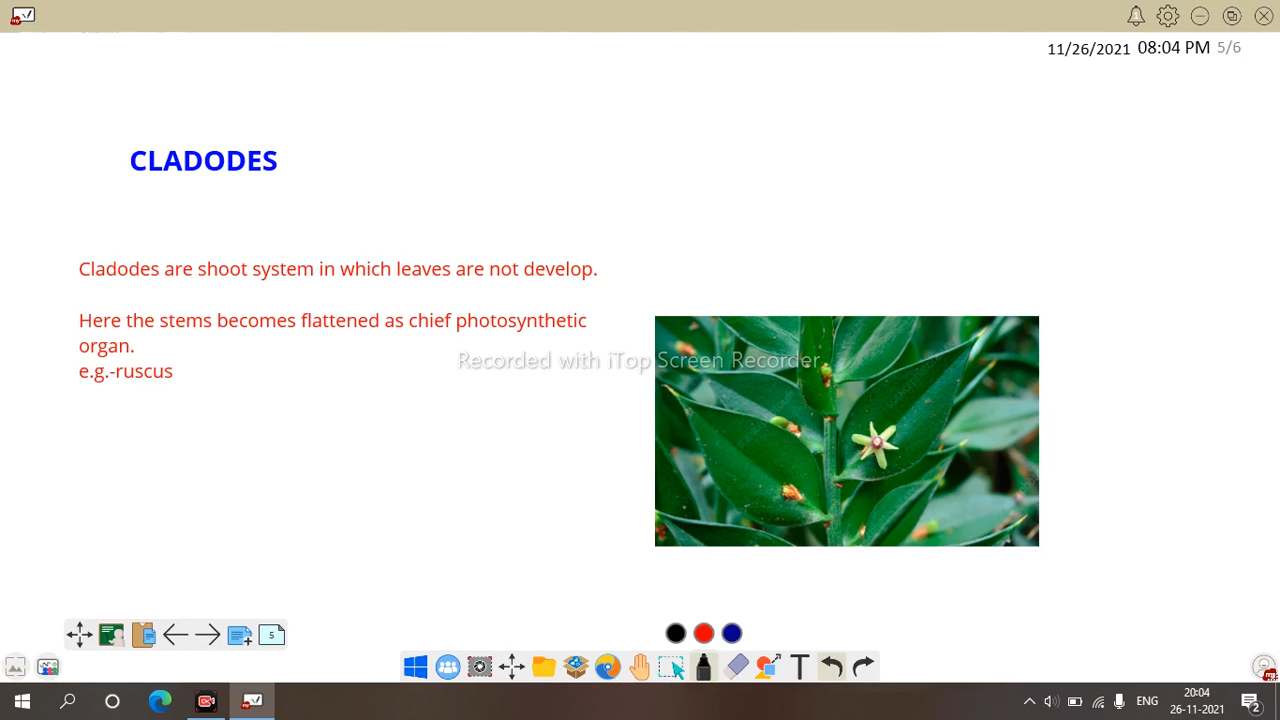 11/26/2021 08:04 PM 5/6
CLADODES
Cladodes are shoot system in which leaves are not develop.
Here the stems becomes flattened as chief photosynthetic
organ.
e.g.-ruscus
Recorded with iTop Screen Recorder
5
T
ENG
20:04
26-11-2021
2